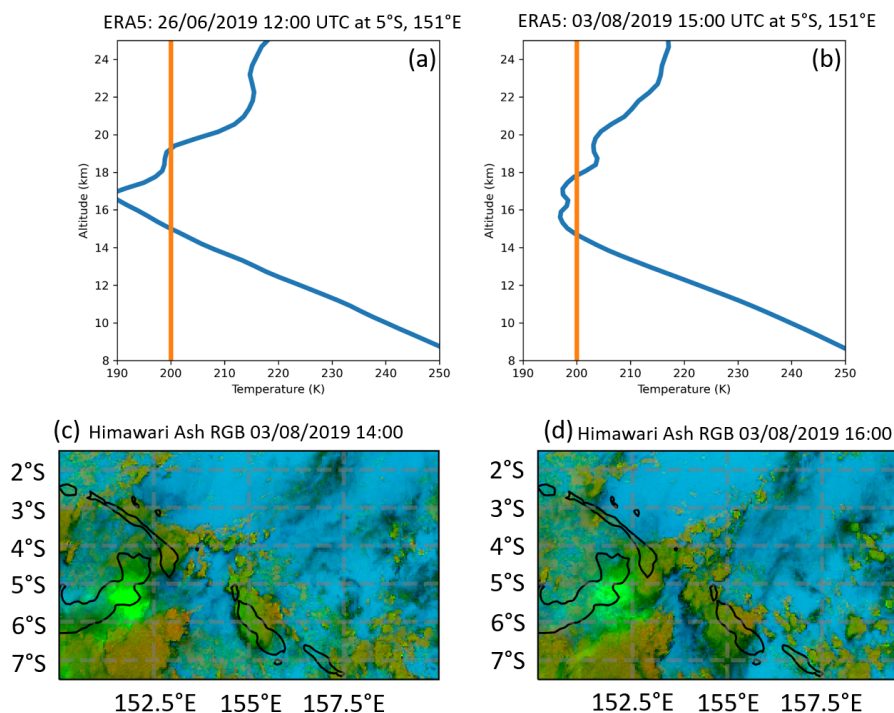 ERA5: 26/06/2019 12:00 UTC at 5°S, 151°E
(a)
24
22
20
18
16
14
12
10
8
Altitude (km)
190 200 210 220 230 240 250
Temperature (K)
ERA5: 03/08/2019 15:00 UTC at 5°S, 151°E
(b)
24
22
20
18
16
14
12
10
8
Altitude (km)
190 200 210 220 230 240 250
Temperature (K)
(c) Himawari Ash RGB 03/08/2019 14:00
2°S
3°S
4°S
5°S
6°S
7°S
152.5°E 155°E 157.5°E
(d) Himawari Ash RGB 03/08/2019 16:00
2°S
3°S
4°S
5°S
6°S
7°S
152.5°E 155°E 157.5°E